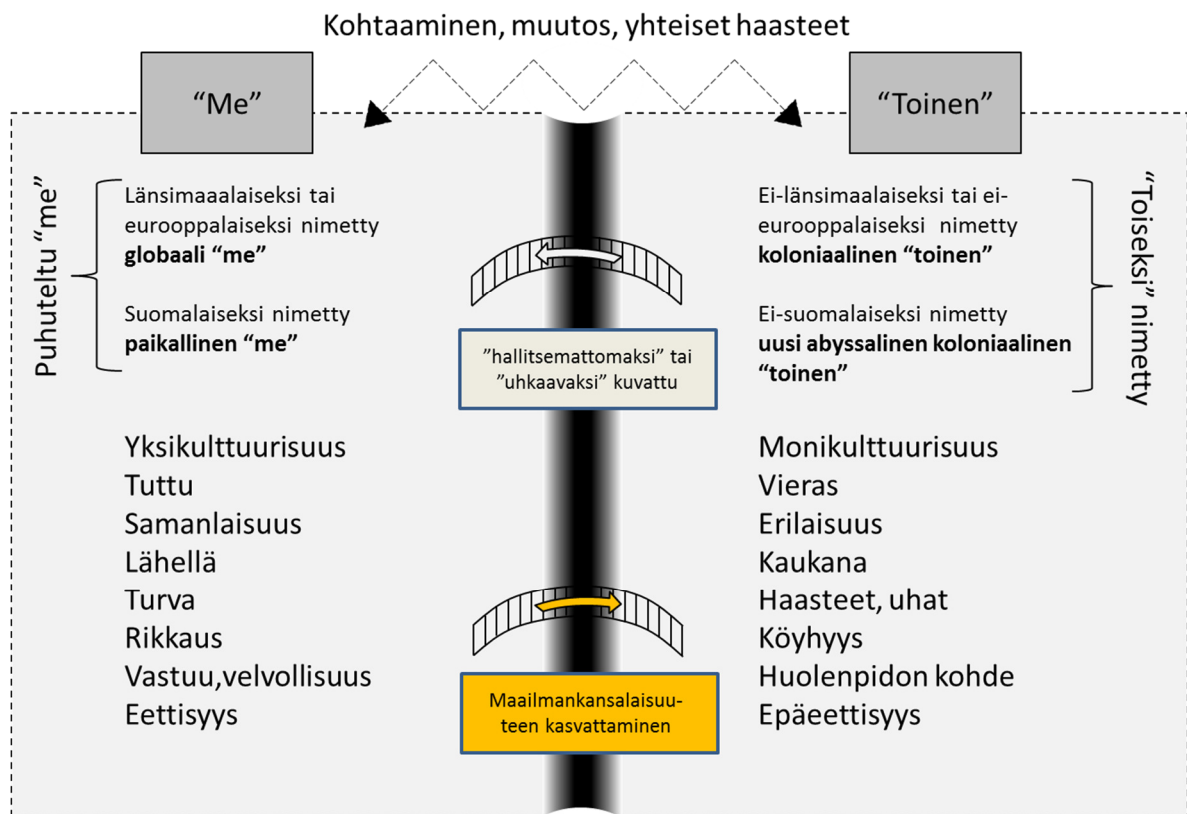 Kohtaaminen, muutos, yhteiset haasteet
“Me”
“Toinen”
Puhuteltu “me”
Länsimaaalaiseksi tai
eurooppalaiseksi nimetty
globaali “me”
Suomalaiseksi nimetty
paikallinen “me”
Ei-länsimaalaiseksi tai ei-
eurooppalaiseksi nimetty
koloniaalinen “toinen”
Ei-suomalaiseksi nimetty
uusi abyssalinen koloniaalinen
“toinen”
“Toiseksi” nimetty
”hallitsemattomaksi” tai
”uhkaavaksi” kuvattu
Yksikulttuurisuus
Tuttu
Samanlaisuus
Lähellä
Turva
Rikkaus
Vastuu,velvollisuus
Eettisyys
Monikulttuurisuus
Vieras
Erilaisuus
Kaukana
Haasteet, uhat
Köyhyys
Huolenpidon kohde
Epäeettisyys
Maailmankansalaisuu-
teen kasvattaminen